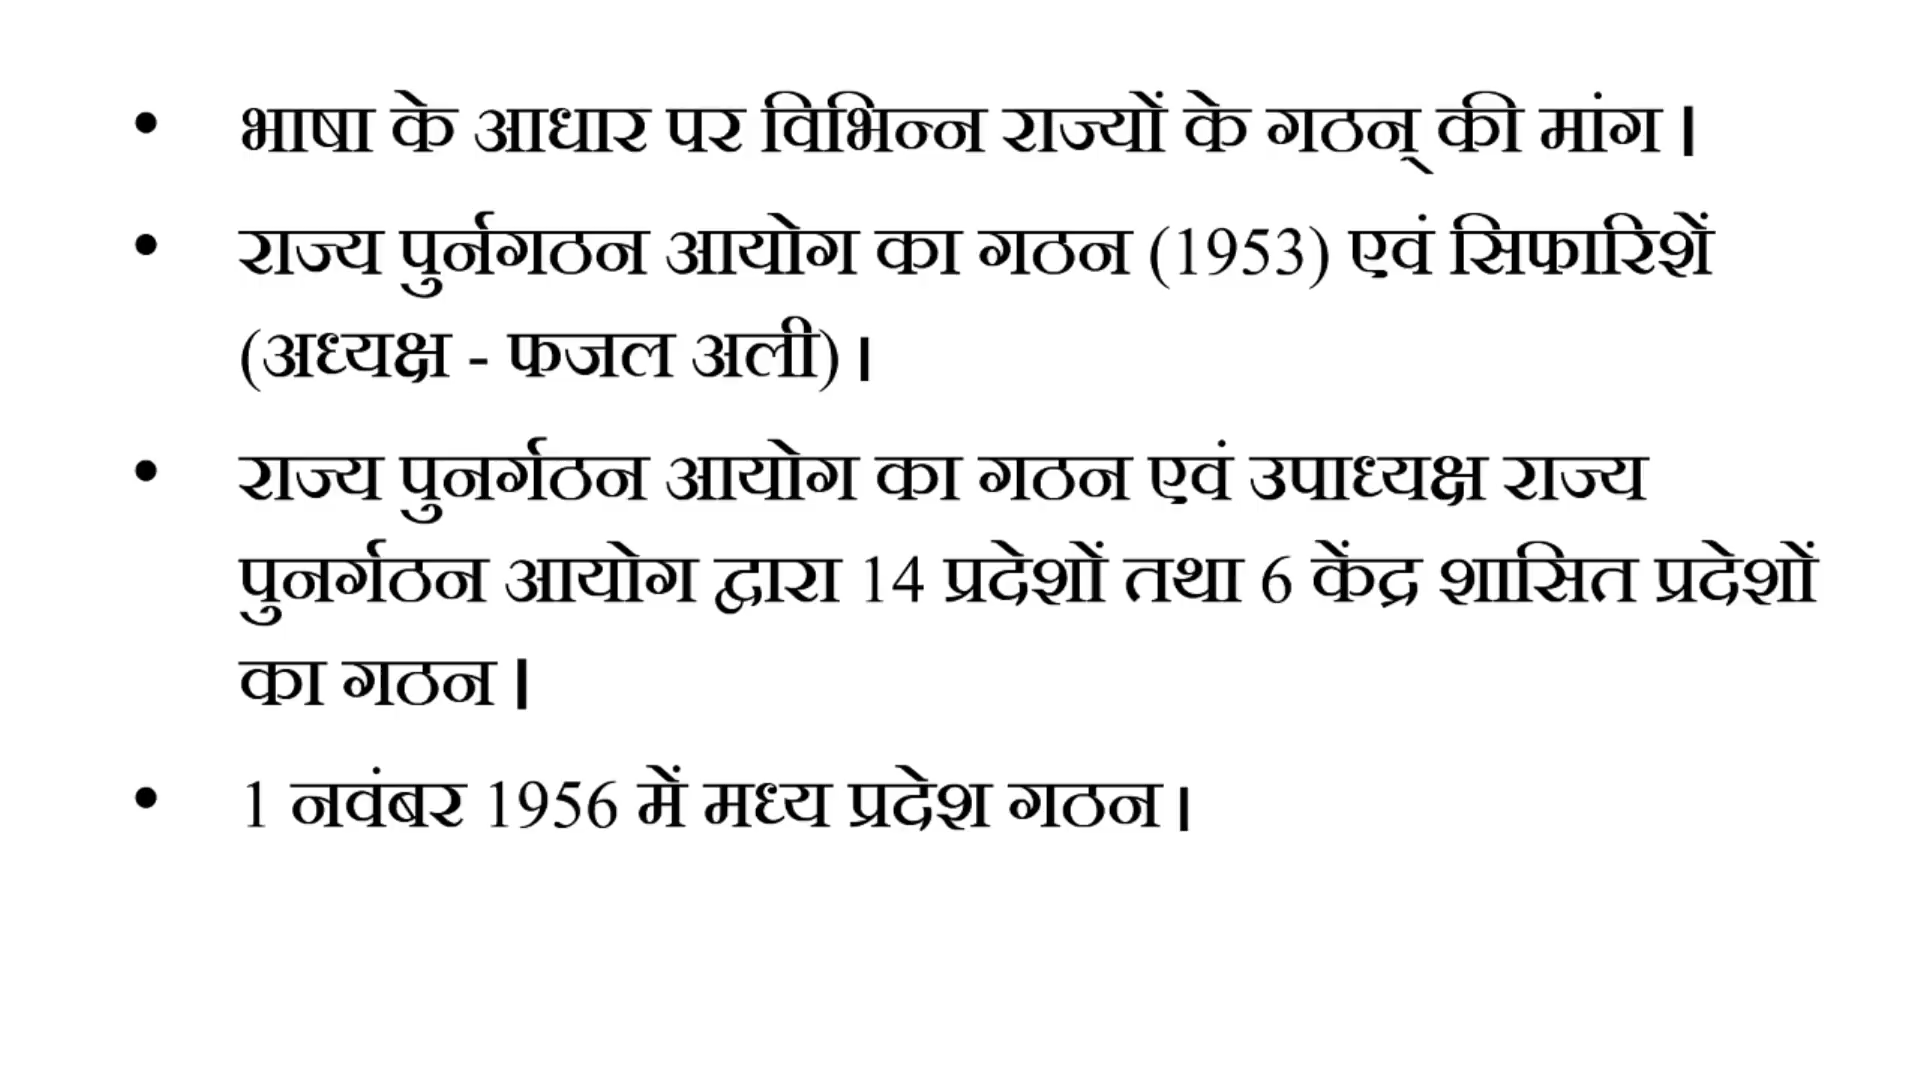 • भाषा के आधार पर विभिन्न राज्यों के गठन् की मांग।
• राज्य पुर्नगठन आयोग का गठन (1953) एवं सिफारिशें
(अध्यक्ष - फजल अली)।
• राज्य पुनर्गठन आयोग का गठन एवं उपाध्यक्ष राज्य
पुनर्गठन आयोग द्वारा 14 प्रदेशों तथा 6 केंद्र शासित प्रदेशों
का गठन।
• 1 नवंबर 1956 में मध्य प्रदेश गठन।